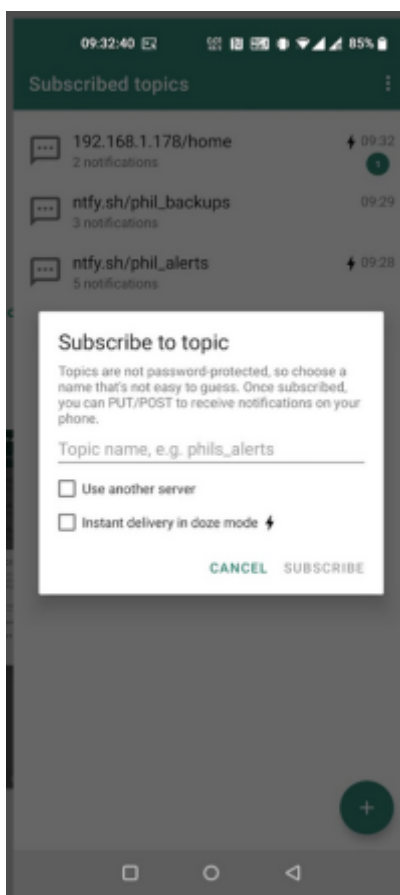 09:32:40 85%
Subscribed topics
192.168.1.178/home 09:32
2 notifications 1
ntfy.sh/phil_backups 09:29
3 notifications
ntfy.sh/phil_alerts 09:28
5 notifications
Subscribe to topic
Topics are not password-protected, so choose a
name that's not easy to guess. Once subscribed,
you can PUT/POST to receive notifications on your
phone.
Topic name, e.g. phils_alerts
Use another server
Instant delivery in doze mode
CANCEL SUBSCRIBE